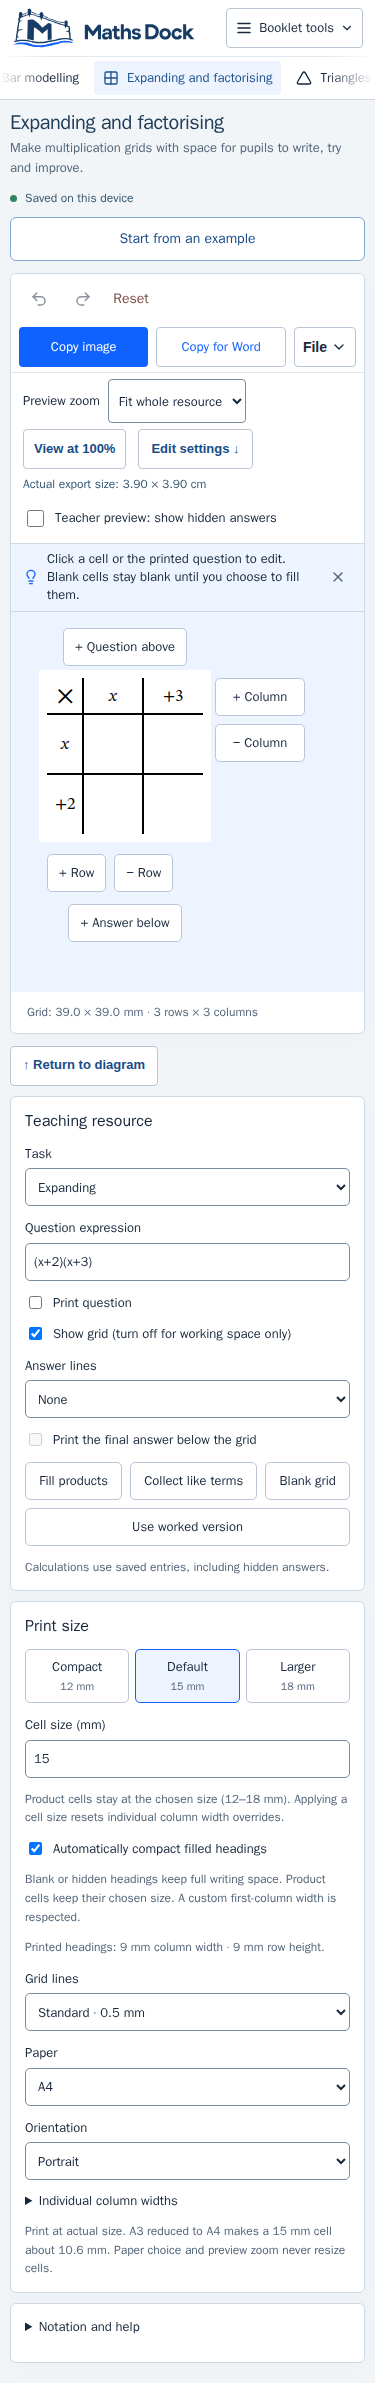 Maths Dock
Booklet tools
Bar modelling
Expanding and factorising
Triangles
Expanding and factorising
Make multiplication grids with space for pupils to write, try
and improve.
Saved on this device
Start from an example
Reset
Copy image
Copy for Word
File
Preview zoom
Fit whole resource
View at 100%
Edit settings ↓
Actual export size: 3.90 × 3.90 cm
Teacher preview: show hidden answers
Click a cell or the printed question to edit.
Blank cells stay blank until you choose to fill
them.
+ Question above
× x +3
+ Column
− Column
x
+2
+ Row
− Row
+ Answer below
Grid: 39.0 × 39.0 mm · 3 rows × 3 columns
↑ Return to diagram
Teaching resource
Task
Expanding
Question expression
(x+2)(x+3)
Print question
Show grid (turn off for working space only)
Answer lines
None
Print the final answer below the grid
Fill products
Collect like terms
Blank grid
Use worked version
Calculations use saved entries, including hidden answers.
Print size
Compact
12 mm
Default
15 mm
Larger
18 mm
Cell size (mm)
15
Product cells stay at the chosen size (12–18 mm). Applying a
cell size resets individual column width overrides.
Automatically compact filled headings
Blank or hidden headings keep full writing space. Product
cells keep their chosen size. A custom first-column width is
respected.
Printed headings: 9 mm column width · 9 mm row height.
Grid lines
Standard · 0.5 mm
Paper
A4
Orientation
Portrait
Individual column widths
Print at actual size. A3 reduced to A4 makes a 15 mm cell
about 10.6 mm. Paper choice and preview zoom never resize
cells.
Notation and help